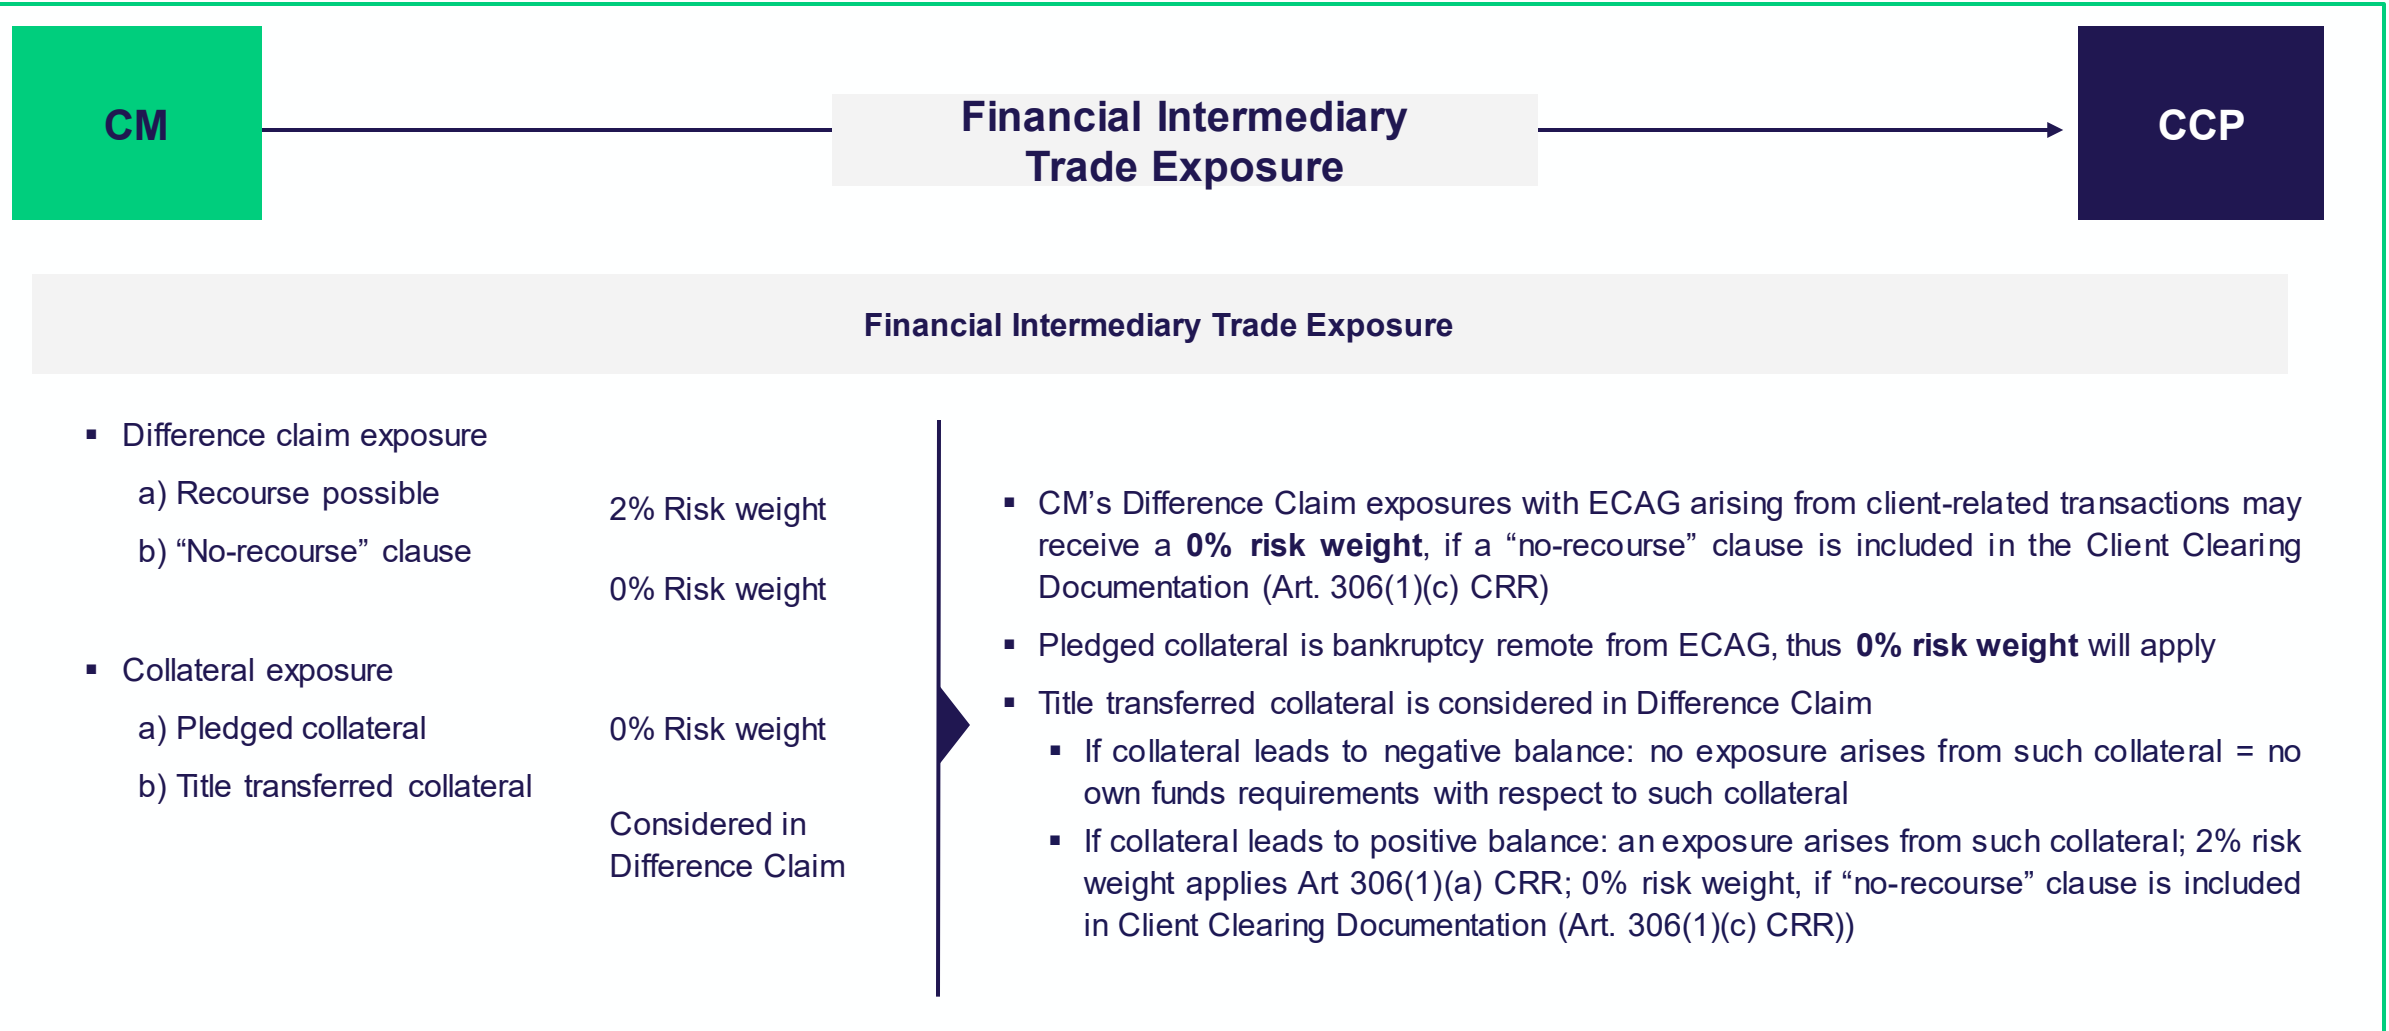 CM
Financial Intermediary
Trade Exposure
CCP
Financial Intermediary Trade Exposure
▪ Difference claim exposure
a) Recourse possible
b) “No-recourse” clause
▪ Collateral exposure
a) Pledged collateral
b) Title transferred collateral
2% Risk weight
0% Risk weight
0% Risk weight
Considered in
Difference Claim
▪ CM’s Difference Claim exposures with ECAG arising from client-related transactions may
receive a 0% risk weight, if a “no-recourse” clause is included in the Client Clearing
Documentation (Art. 306(1)(c) CRR)
▪ Pledged collateral is bankruptcy remote from ECAG, thus 0% risk weight will apply
▪ Title transferred collateral is considered in Difference Claim
▪ If collateral leads to negative balance: no exposure arises from such collateral = no
own funds requirements with respect to such collateral
▪ If collateral leads to positive balance: an exposure arises from such collateral; 2% risk
weight applies Art 306(1)(a) CRR; 0% risk weight, if “no-recourse” clause is included
in Client Clearing Documentation (Art. 306(1)(c) CRR))